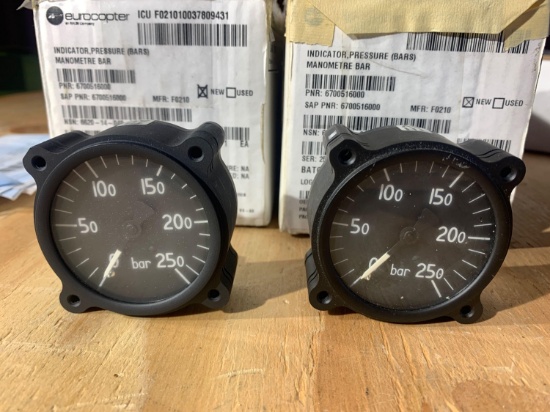 eurocopter
ICU F021010037809431
INDICATOR,PRESSURE (BARS)
MANOMETRE BAR
PNR: 6700516000
SAP PNR: 6700516000
MFR: F0210
NEW
USED
EA
INDICATOR,PRESSURE (BARS)
MANOMETRE BAR
PNR: 6700516000
SAP PNR: 6700516000
MFR: F0210
NEW
50
100
150
200
250
0
bar
50
100
150
200
250
0
bar